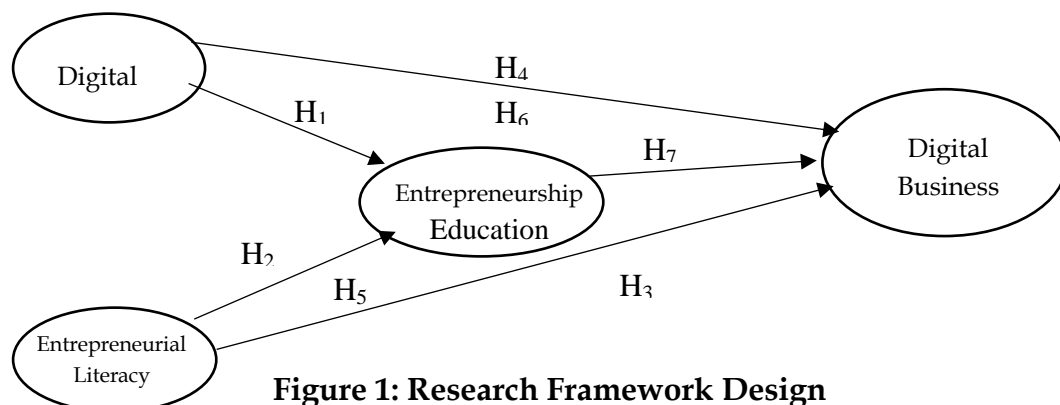 Digital
H4
H1
H6
H7
Digital
Business
Entrepreneurship
Education
H2
H5
H3
Entrepreneurial
Literacy
Figure 1: Research Framework Design